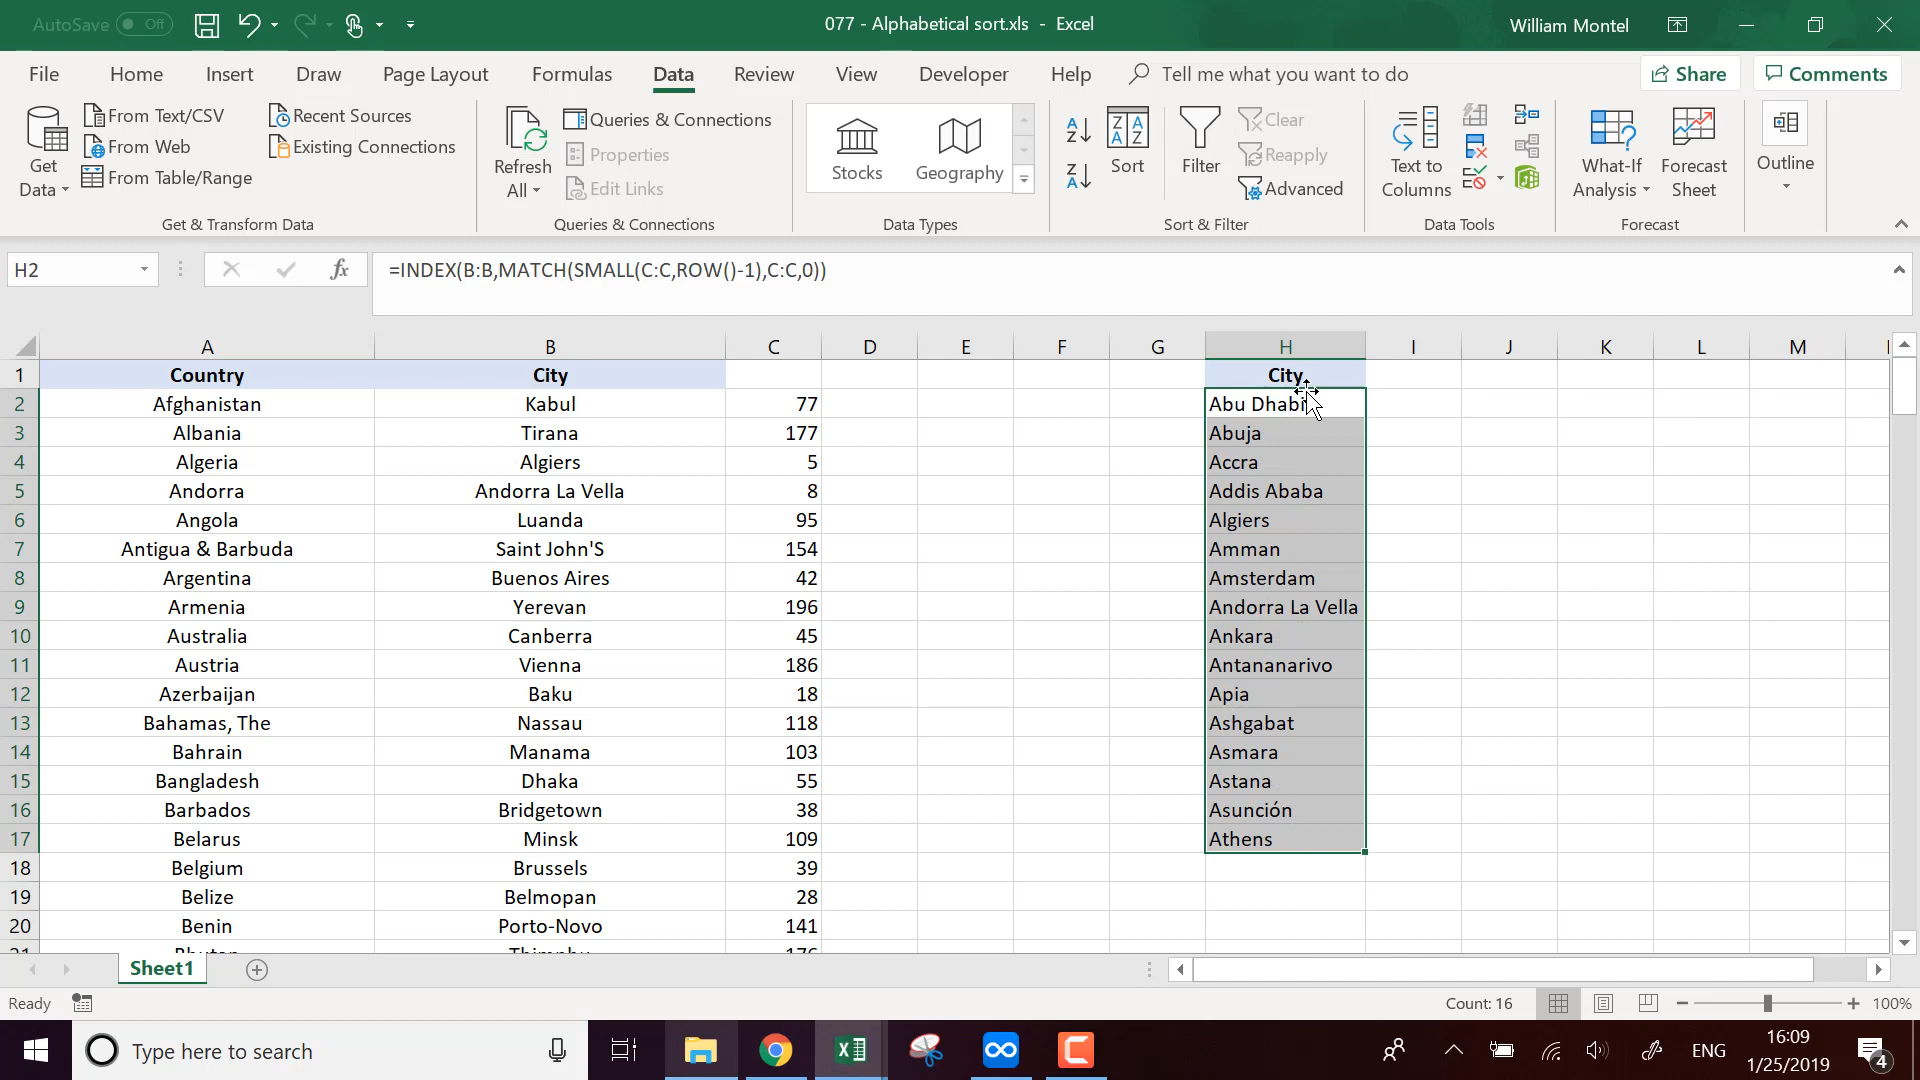 AutoSave Off
077 - Alphabetical sort.xls - Excel
William Montel
File Home Insert Draw Page Layout Formulas Data Review View Developer Help Tell me what you want to do Share Comments
Get Data
From Text/CSV
From Web
From Table/Range
Recent Sources
Existing Connections
Get & Transform Data
Refresh All
Queries & Connections
Properties
Edit Links
Queries & Connections
Stocks
Geography
Data Types
Sort
Filter
Clear
Reapply
Advanced
Sort & Filter
Text to Columns
Data Tools
What-If Analysis
Forecast Sheet
Forecast
Outline
H2 fx =INDEX(B:B,MATCH(SMALL(C:C,ROW()-1),C:C,0))
A B C D E F G H I J K L M
1 Country City City
2 Afghanistan Kabul 77 Abu Dhabi
3 Albania Tirana 177 Abuja
4 Algeria Algiers 5 Accra
5 Andorra Andorra La Vella 8 Addis Ababa
6 Angola Luanda 95 Algiers
7 Antigua & Barbuda Saint John'S 154 Amman
8 Argentina Buenos Aires 42 Amsterdam
9 Armenia Yerevan 196 Andorra La Vella
10 Australia Canberra 45 Ankara
11 Austria Vienna 186 Antananarivo
12 Azerbaijan Baku 18 Apia
13 Bahamas, The Nassau 118 Ashgabat
14 Bahrain Manama 103 Asmara
15 Bangladesh Dhaka 55 Astana
16 Barbados Bridgetown 38 Asunción
17 Belarus Minsk 109 Athens
18 Belgium Brussels 39
19 Belize Belmopan 28
20 Benin Porto-Novo 141
Sheet1
Ready Count: 16 100%
Type here to search
ENG
16:09
1/25/2019
4